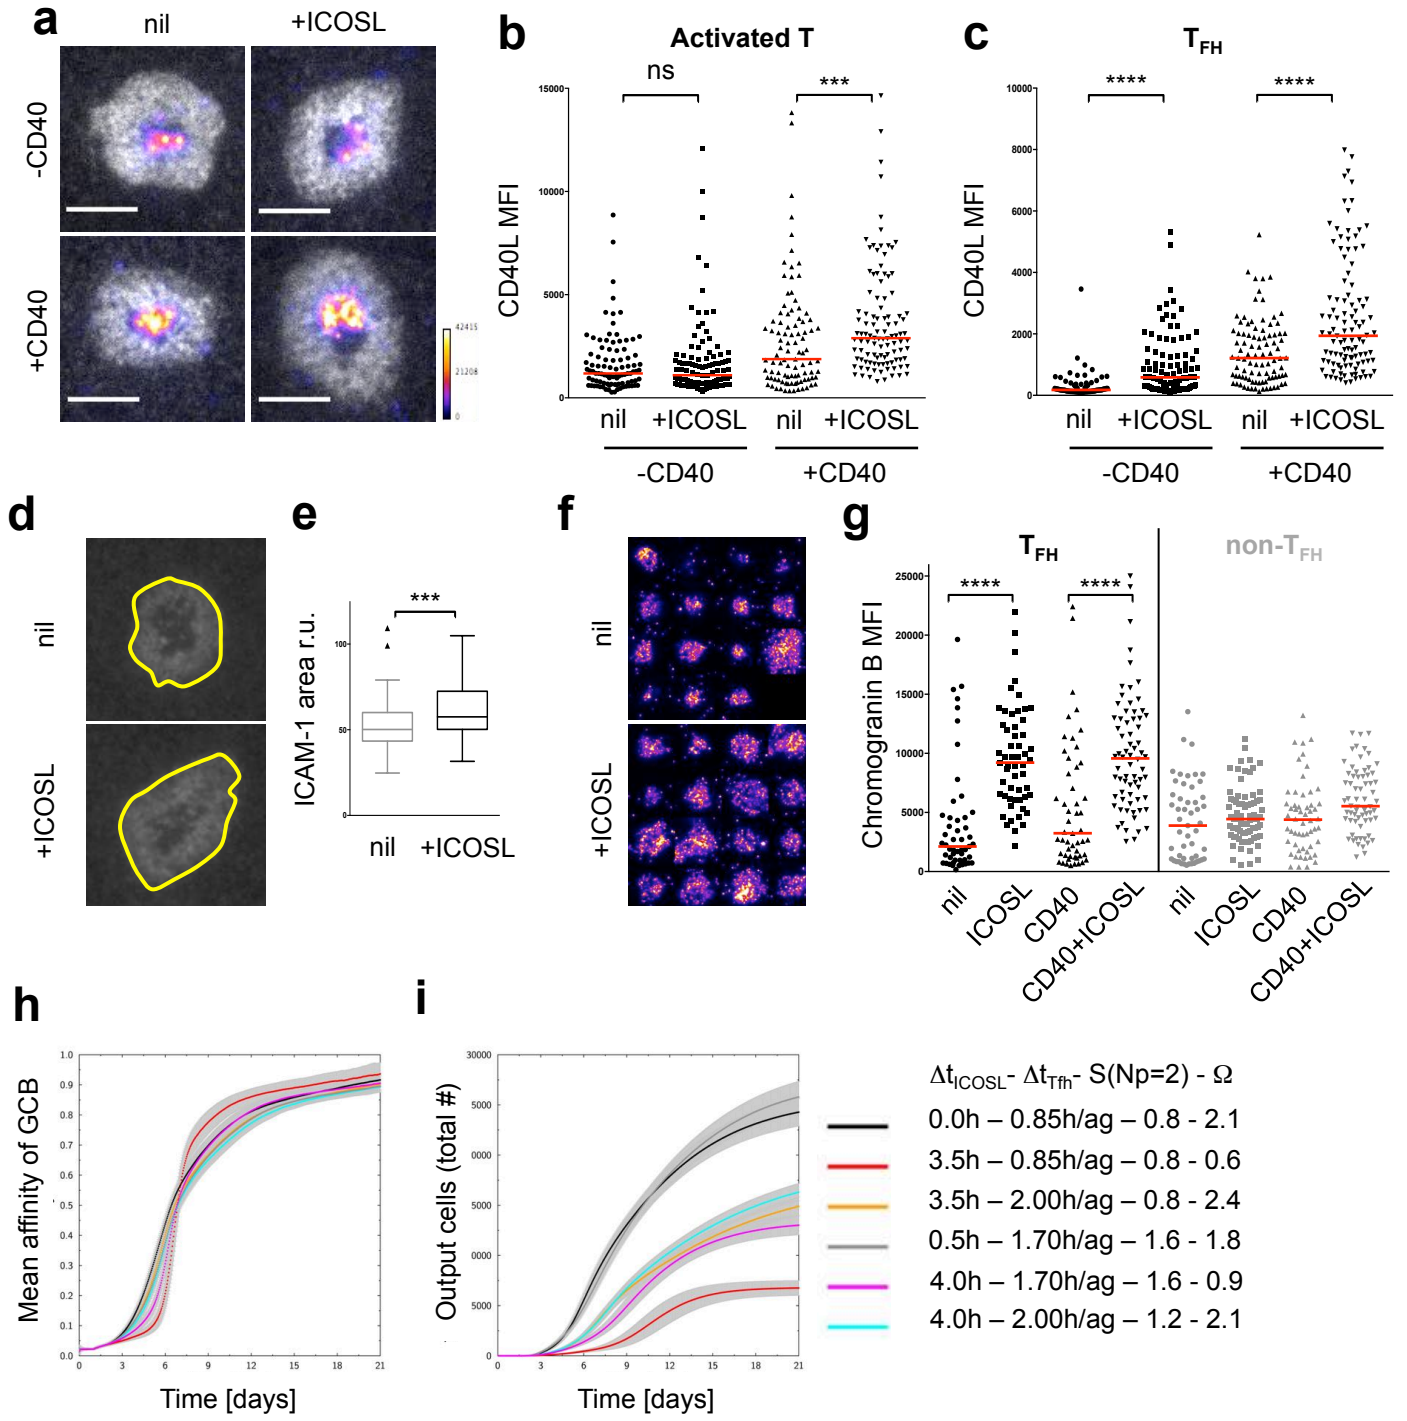 a
nil
+ICOSL
-CD40
+CD40
42415
21208
0
b
Activated T
ns
***
CD40L MFI
15000
10000
5000
0
nil
+ICOSL
nil
+ICOSL
-CD40
+CD40
c
TFH
****
****
CD40L MFI
10000
8000
6000
4000
2000
0
nil
+ICOSL
nil
+ICOSL
-CD40
+CD40
d
nil
+ICOSL
e
***
ICAM-1 area r.u.
100
50
0
nil
+ICOSL
f
nil
+ICOSL
g
TFH
non-TFH
****
****
Chromogranin B MFI
25000
20000
15000
10000
5000
0
nil
ICOSL
CD40
CD40+ICOSL
nil
ICOSL
CD40
CD40+ICOSL
h
Mean affinity of GCB
1.0
0.9
0.8
0.7
0.6
0.5
0.4
0.3
0.2
0.1
0.0
0
3
6
9
12
15
18
21
Time [days]
i
Output cells (total #)
30000
0000
5000
0000
5000
0
0
3
6
9
12
15
18
21
Time [days]
ΔtICOSL- ΔtTfh- S(Np=2) - Ω
0.0h – 0.85h/ag – 0.8 - 2.1
3.5h – 0.85h/ag – 0.8 - 0.6
3.5h – 2.00h/ag – 0.8 - 2.4
0.5h – 1.70h/ag – 1.6 - 1.8
4.0h – 1.70h/ag – 1.6 - 0.9
4.0h – 2.00h/ag – 1.2 - 2.1